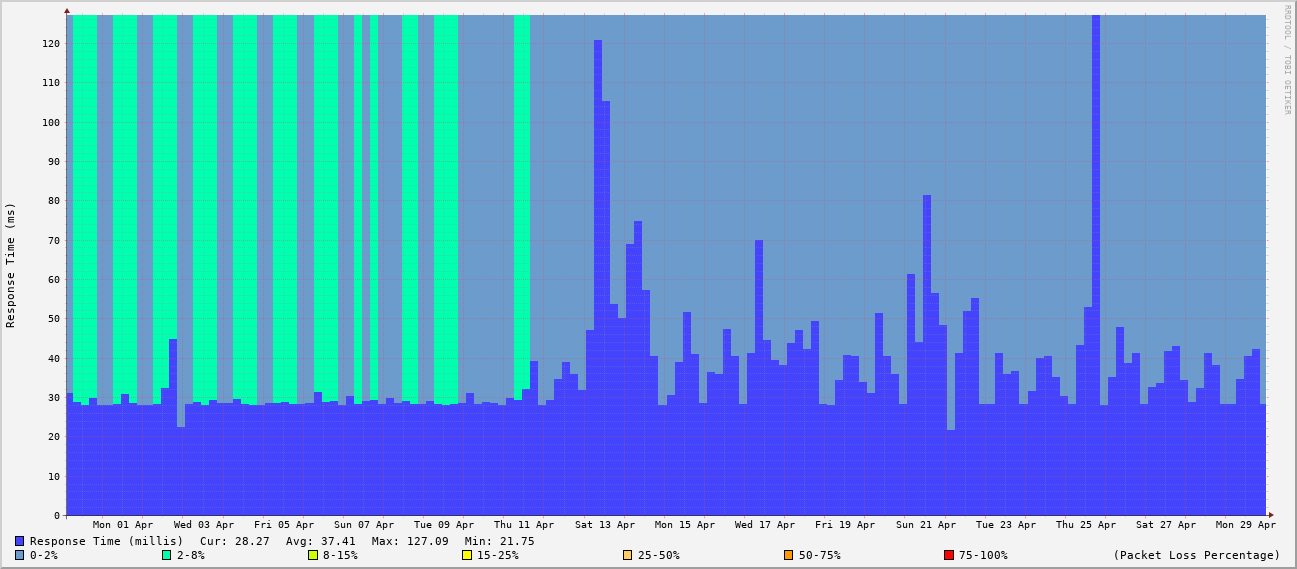 RRDTOOL / TOBI OETIKER
Response Time (ms)
120
110
100
90
80
70
60
50
40
30
20
10
0
Mon 01 Apr Wed 03 Apr Fri 05 Apr Sun 07 Apr Tue 09 Apr Thu 11 Apr Sat 13 Apr Mon 15 Apr Wed 17 Apr Fri 19 Apr Sun 21 Apr Tue 23 Apr Thu 25 Apr Sat 27 Apr Mon 29 Apr
Response Time (millis) Cur: 28.27 Avg: 37.41 Max: 127.09 Min: 21.75
0-2% 2-8% 8-15% 15-25% 25-50% 50-75% 75-100% (Packet Loss Percentage)